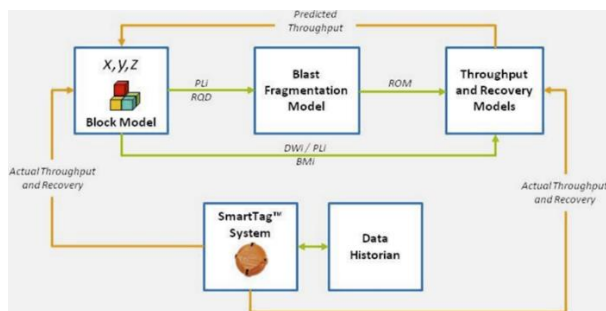 Predicted
Throughput
x,y,z
Block Model
PLi
RQD
Blast
Fragmentation
Model
ROM
Throughput
and Recovery
Models
DWi / PLi
BMi
Actual Throughput
and Recovery
Actual Throughput
and Recovery
SmartTag™
System
Data
Historian